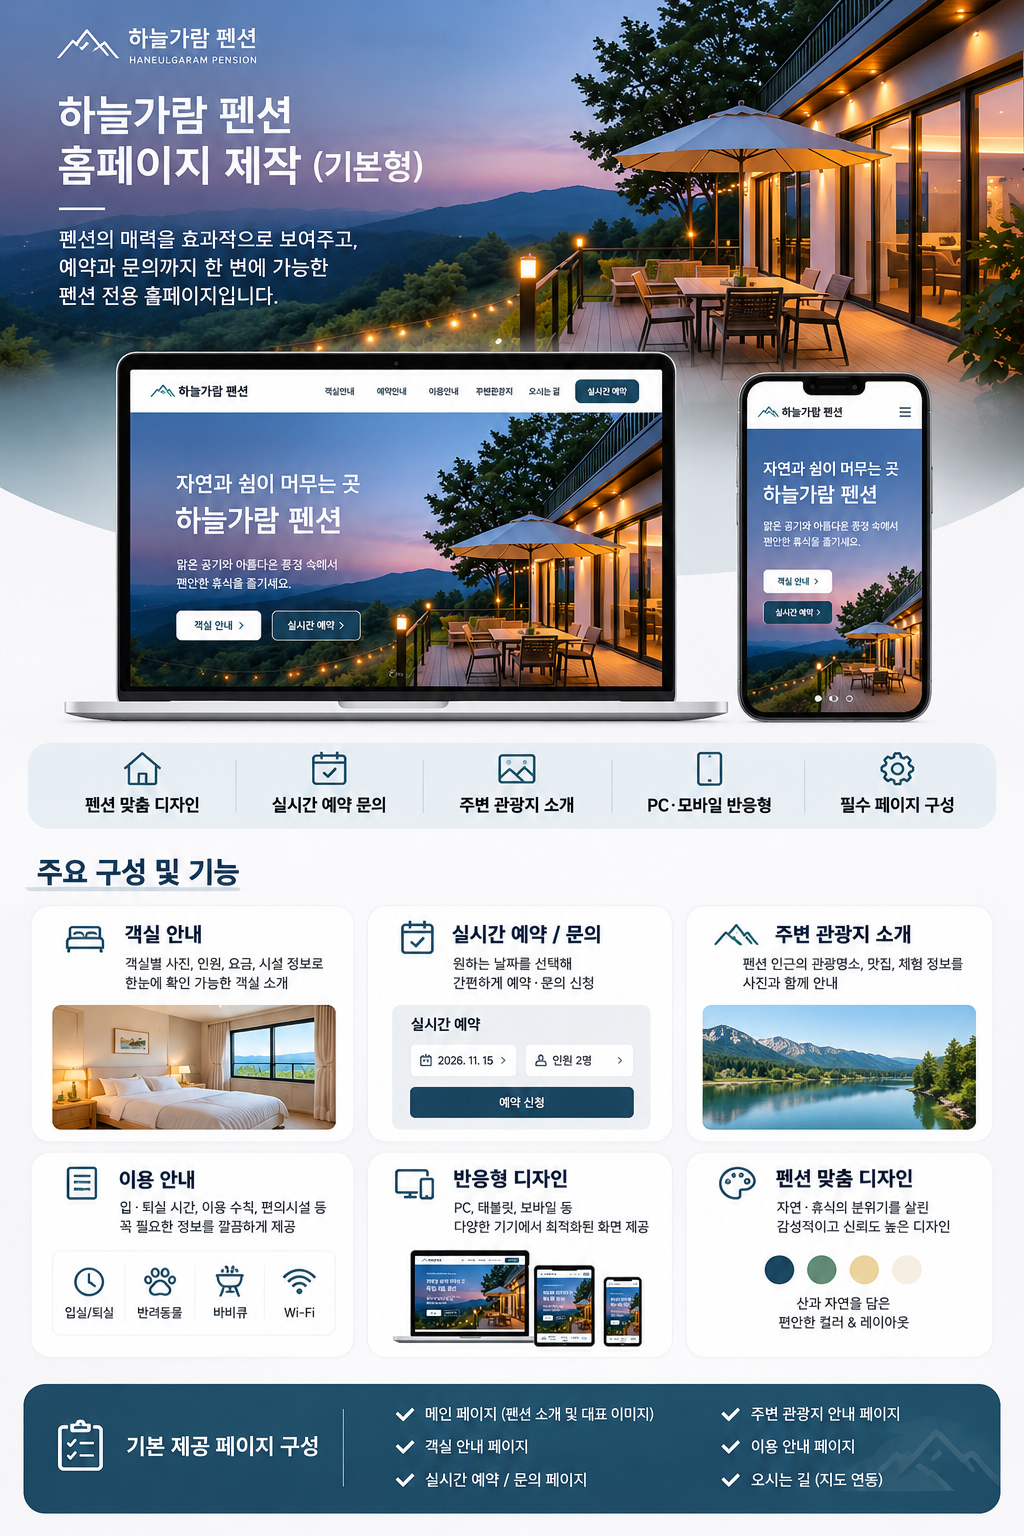 하늘가람 펜션
HANEULGARAM PENSION
하늘가람 펜션
홈페이지 제작 (기본형)
펜션의 매력을 효과적으로 보여주고,
예약과 문의까지 한 번에 가능한
펜션 전용 홈페이지입니다.
하늘가람 펜션
객실안내 예약안내 이용안내 오시는 길 실시간 예약
자연과 쉼이 머무는 곳
하늘가람 펜션
맑은 공기와 아름다운 풍경 속에서
편안한 휴식을 즐기세요.
객실 안내 >
실시간 예약 >
하늘가람 펜션
자연과 쉼이 머무는 곳
하늘가람 펜션
맑은 공기와 아름다운 풍경 속에서
편안한 휴식을 즐기세요.
객실 안내 >
실시간 예약 >
펜션 맞춤 디자인
실시간 예약 문의
주변 관광지 소개
PC·모바일 반응형
필수 페이지 구성
주요 구성 및 기능
객실 안내
객실별 사진, 인원, 요금, 시설 정보로
한눈에 확인 가능한 객실 소개
실시간 예약 / 문의
원하는 날짜를 선택해
간편하게 예약 · 문의 신청
실시간 예약
2026. 11. 15 >
인원 2명 >
예약 신청
주변 관광지 소개
펜션 인근의 관광명소, 맛집, 체험 정보를
사진과 함께 안내
이용 안내
입 · 퇴실 시간, 이용 수칙, 편의시설 등
꼭 필요한 정보를 깔끔하게 제공
입실/퇴실
반려동물
바비큐
Wi-Fi
반응형 디자인
PC, 태블릿, 모바일 등
다양한 기기에서 최적화된 화면 제공
펜션 맞춤 디자인
자연 · 휴식의 분위기를 살린
감성적이고 신뢰도 높은 디자인
산과 자연을 담은
편안한 컬러 & 레이아웃
기본 제공 페이지 구성
메인 페이지 (펜션 소개 및 대표 이미지)
객실 안내 페이지
실시간 예약 / 문의 페이지
주변 관광지 안내 페이지
이용 안내 페이지
오시는 길 (지도 연동)